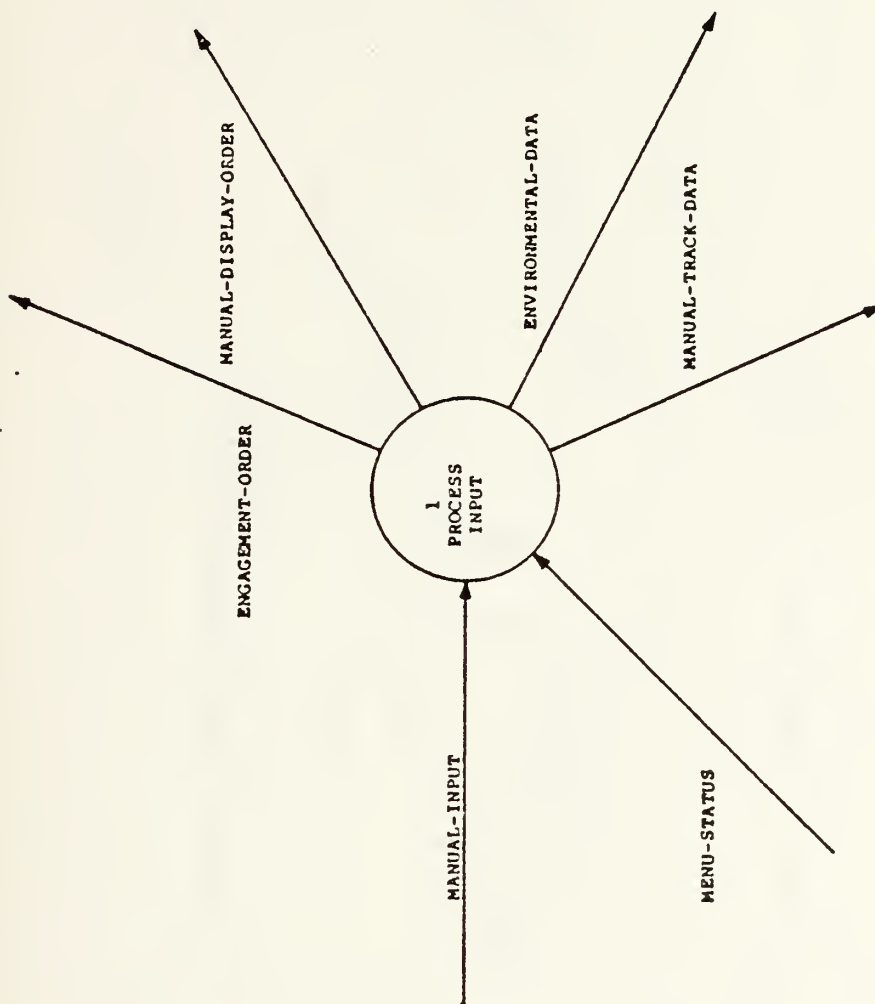 MANUAL-DISPLAY-ORDER
ENGAGEMENT-ORDER
MANUAL-INPUT
1
PROCESS
INPUT
ENVIRONMENTAL-DATA
MANUAL-TRACK-DATA
MENU-STATUS